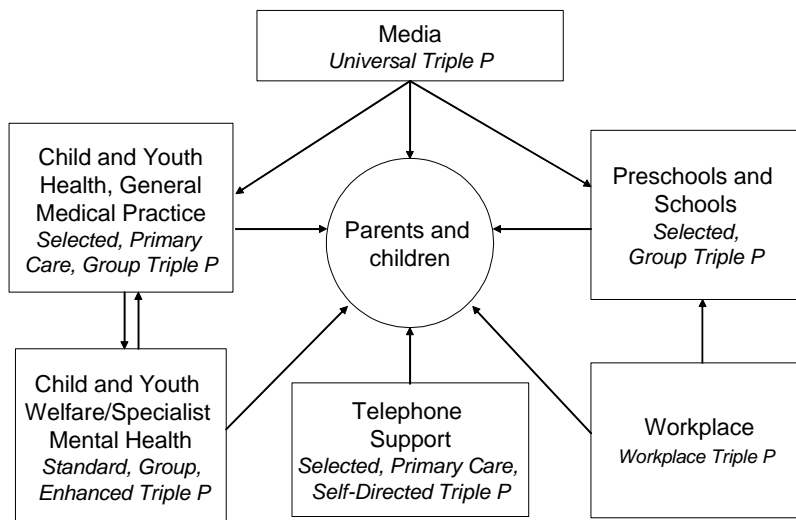 Media
Universal Triple P
Child and Youth
Health, General
Medical Practice
Selected, Primary
Care, Group Triple P
Parents and
children
Preschools and
Schools
Selected,
Group Triple P
Child and Youth
Welfare/Specialist
Mental Health
Standard, Group,
Enhanced Triple P
Telephone
Support
Selected, Primary Care,
Self-Directed Triple P
Workplace
Workplace Triple P